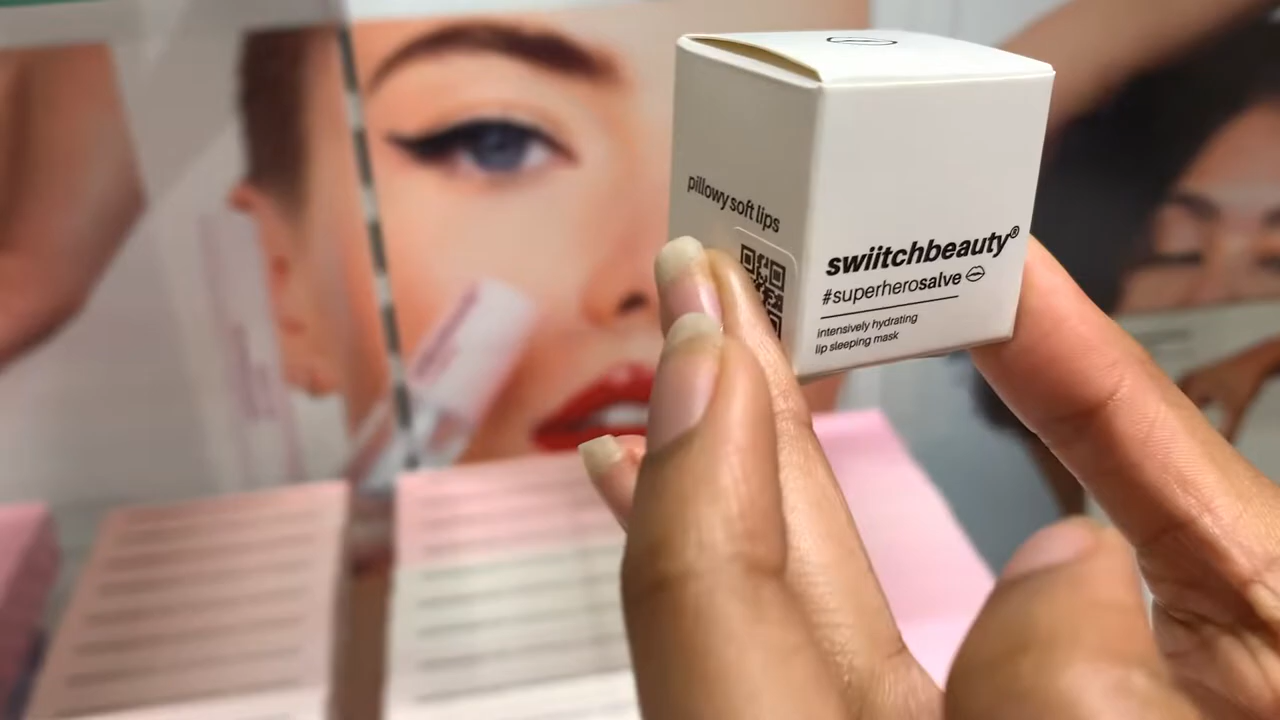 pillowy soft lips
swiitchbeauty®
#superherosalve
intensively hydrating
lip sleeping mask